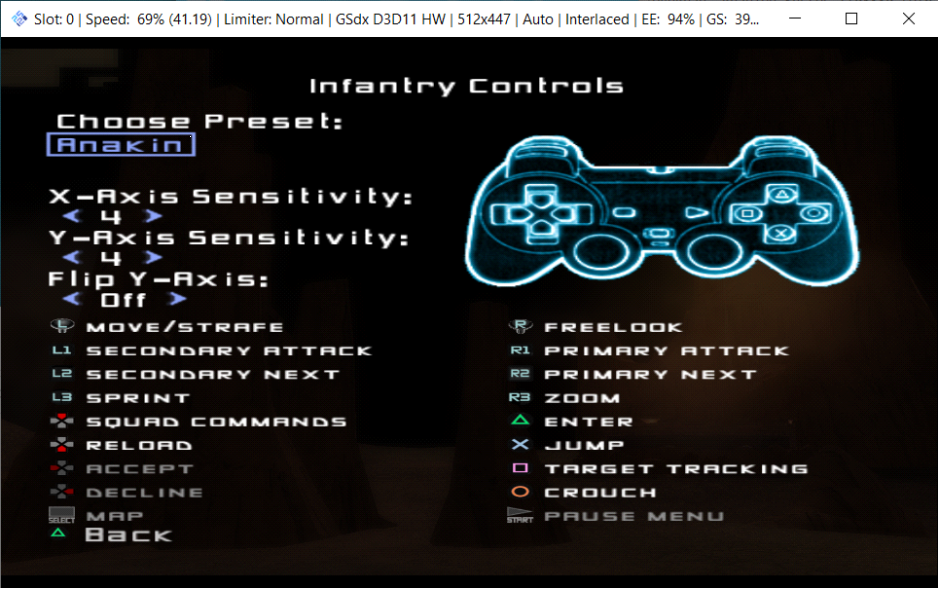 Slot: 0 | Speed: 69% (41.19) | Limiter: Normal | GSdx D3D11 HW | 512x447 | Auto | Interlaced | EE: 94% | GS: 39...
Infantry Controls
Choose Preset:
Anakin
X-Axis Sensitivity:
4
Y-Axis Sensitivity:
4
Flip Y-Axis:
Off
L MOVE/STRAFE
L1 SECONDARY ATTACK
L2 SECONDARY NEXT
L3 SPRINT
SQUAD COMMANDS
RELOAD
ACCEPT
DECLINE
SELECT MAP
Back
R FREELOOK
R1 PRIMARY ATTACK
R2 PRIMARY NEXT
R3 ZOOM
ENTER
JUMP
TARGET TRACKING
CROUCH
START PAUSE MENU